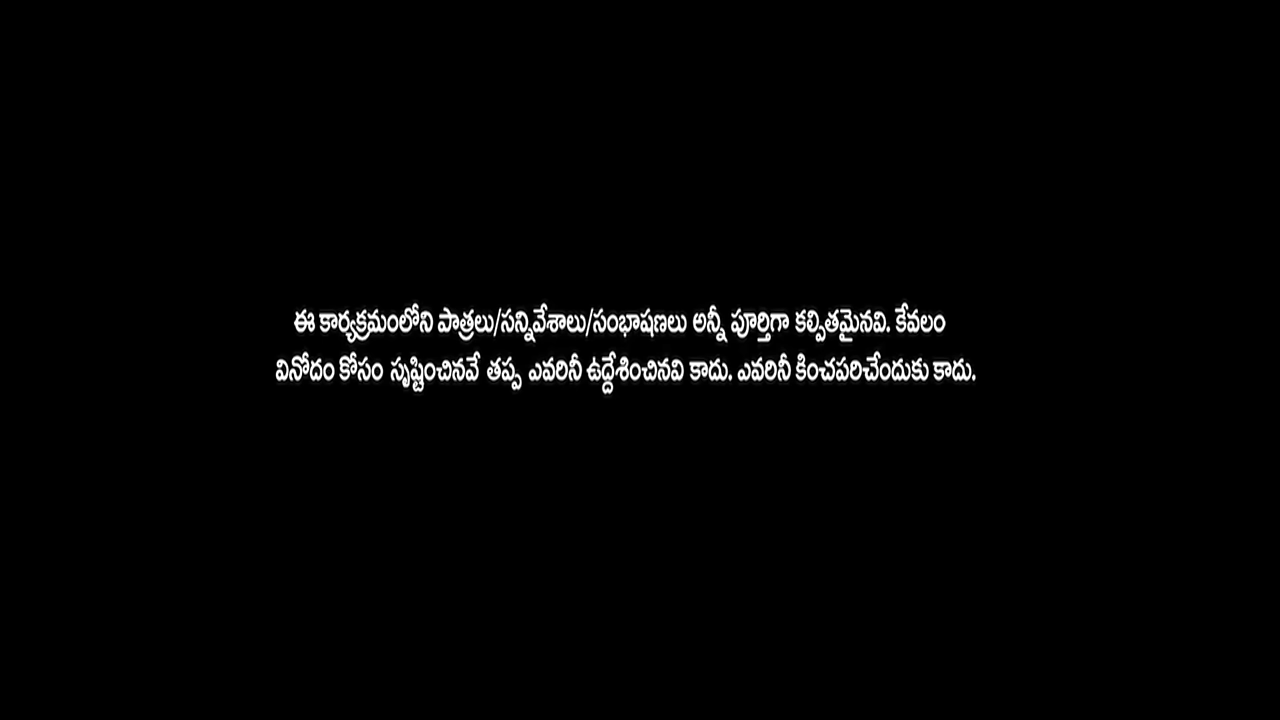 ఈ కార్యక్రమంలోని పాత్రలు/సన్నివేశాలు/సంభాషణలు అన్నీ పూర్తిగా కల్పితమైనవి. కేవలం
వినోదం కోసం సృష్టించినవే తప్ప ఎవరినీ ఉద్దేశించినవి కాదు. ఎవరినీ కించపరిచేందుకు కాదు.